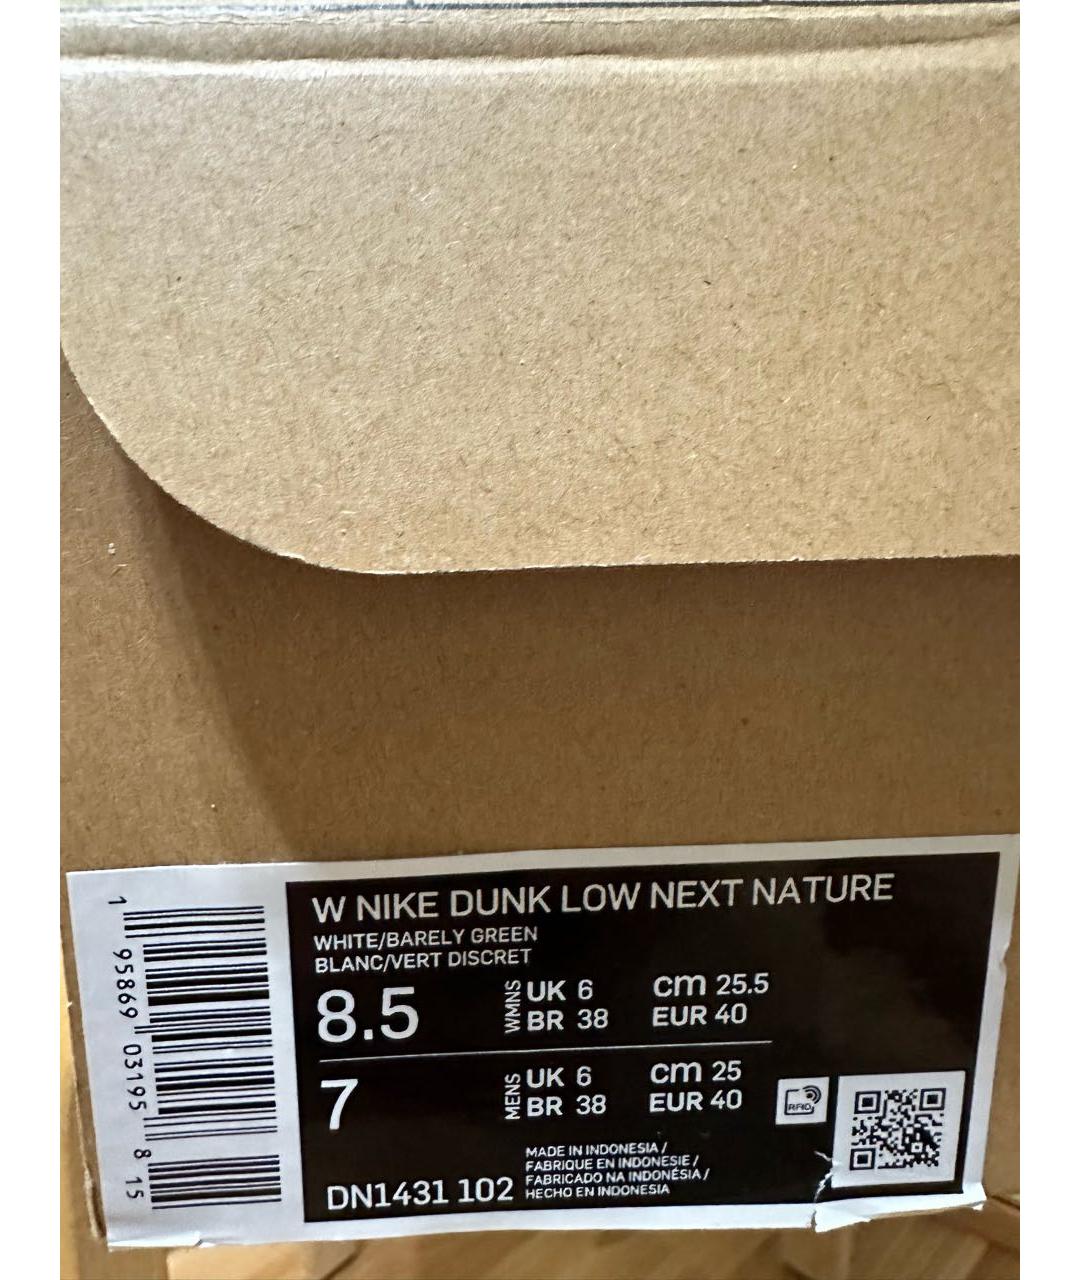 W NIKE DUNK LOW NEXT NATURE
WHITE/BARELY GREEN
BLANC/VERT DISCRET
8.5
WMNS
UK 6
cm 25.5
BR 38
EUR 40
7
MENS
UK 6
cm 25
BR 38
EUR 40
RFID
DN1431 102
MADE IN INDONESIA /
FABRIQUE EN INDONESIE /
FABRICADO NA INDONÉSIA /
HECHO EN INDONESIA
1 95869 03195 8 15